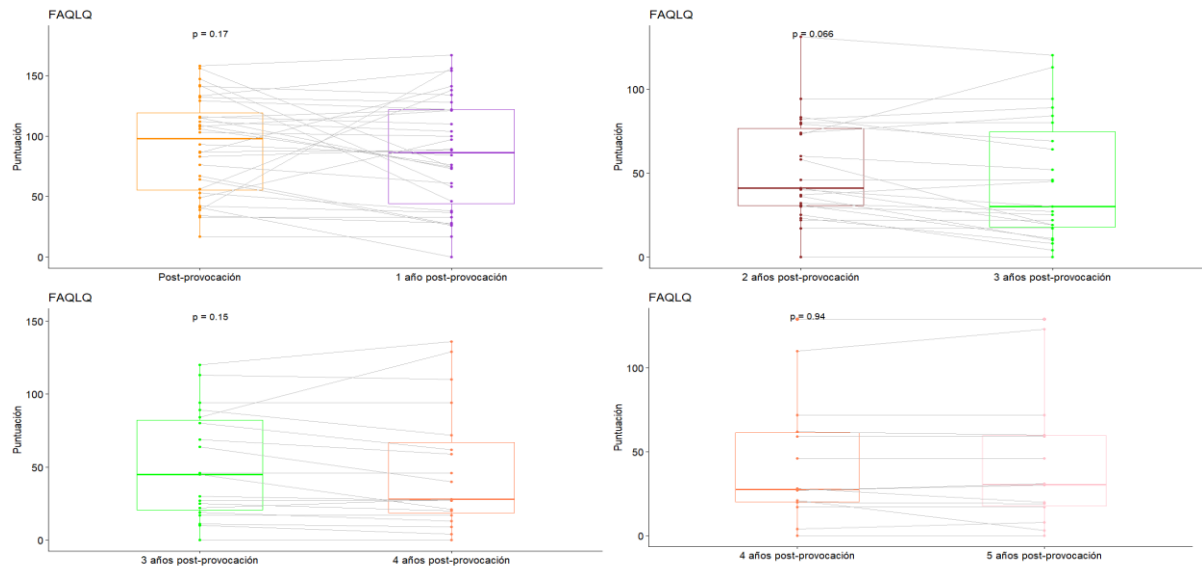 FAQLQ
p = 0.17
150
100
50
0
Puntuación
Post-provocación
1 año post-provocación
FAQLQ
p = 0.066
100
50
0
Puntuación
2 años post-provocación
3 años post-provocación
FAQLQ
p = 0.15
150
100
50
0
Puntuación
3 años post-provocación
4 años post-provocación
FAQLQ
p = 0.94
100
50
0
Puntuación
4 años post-provocación
5 años post-provocación